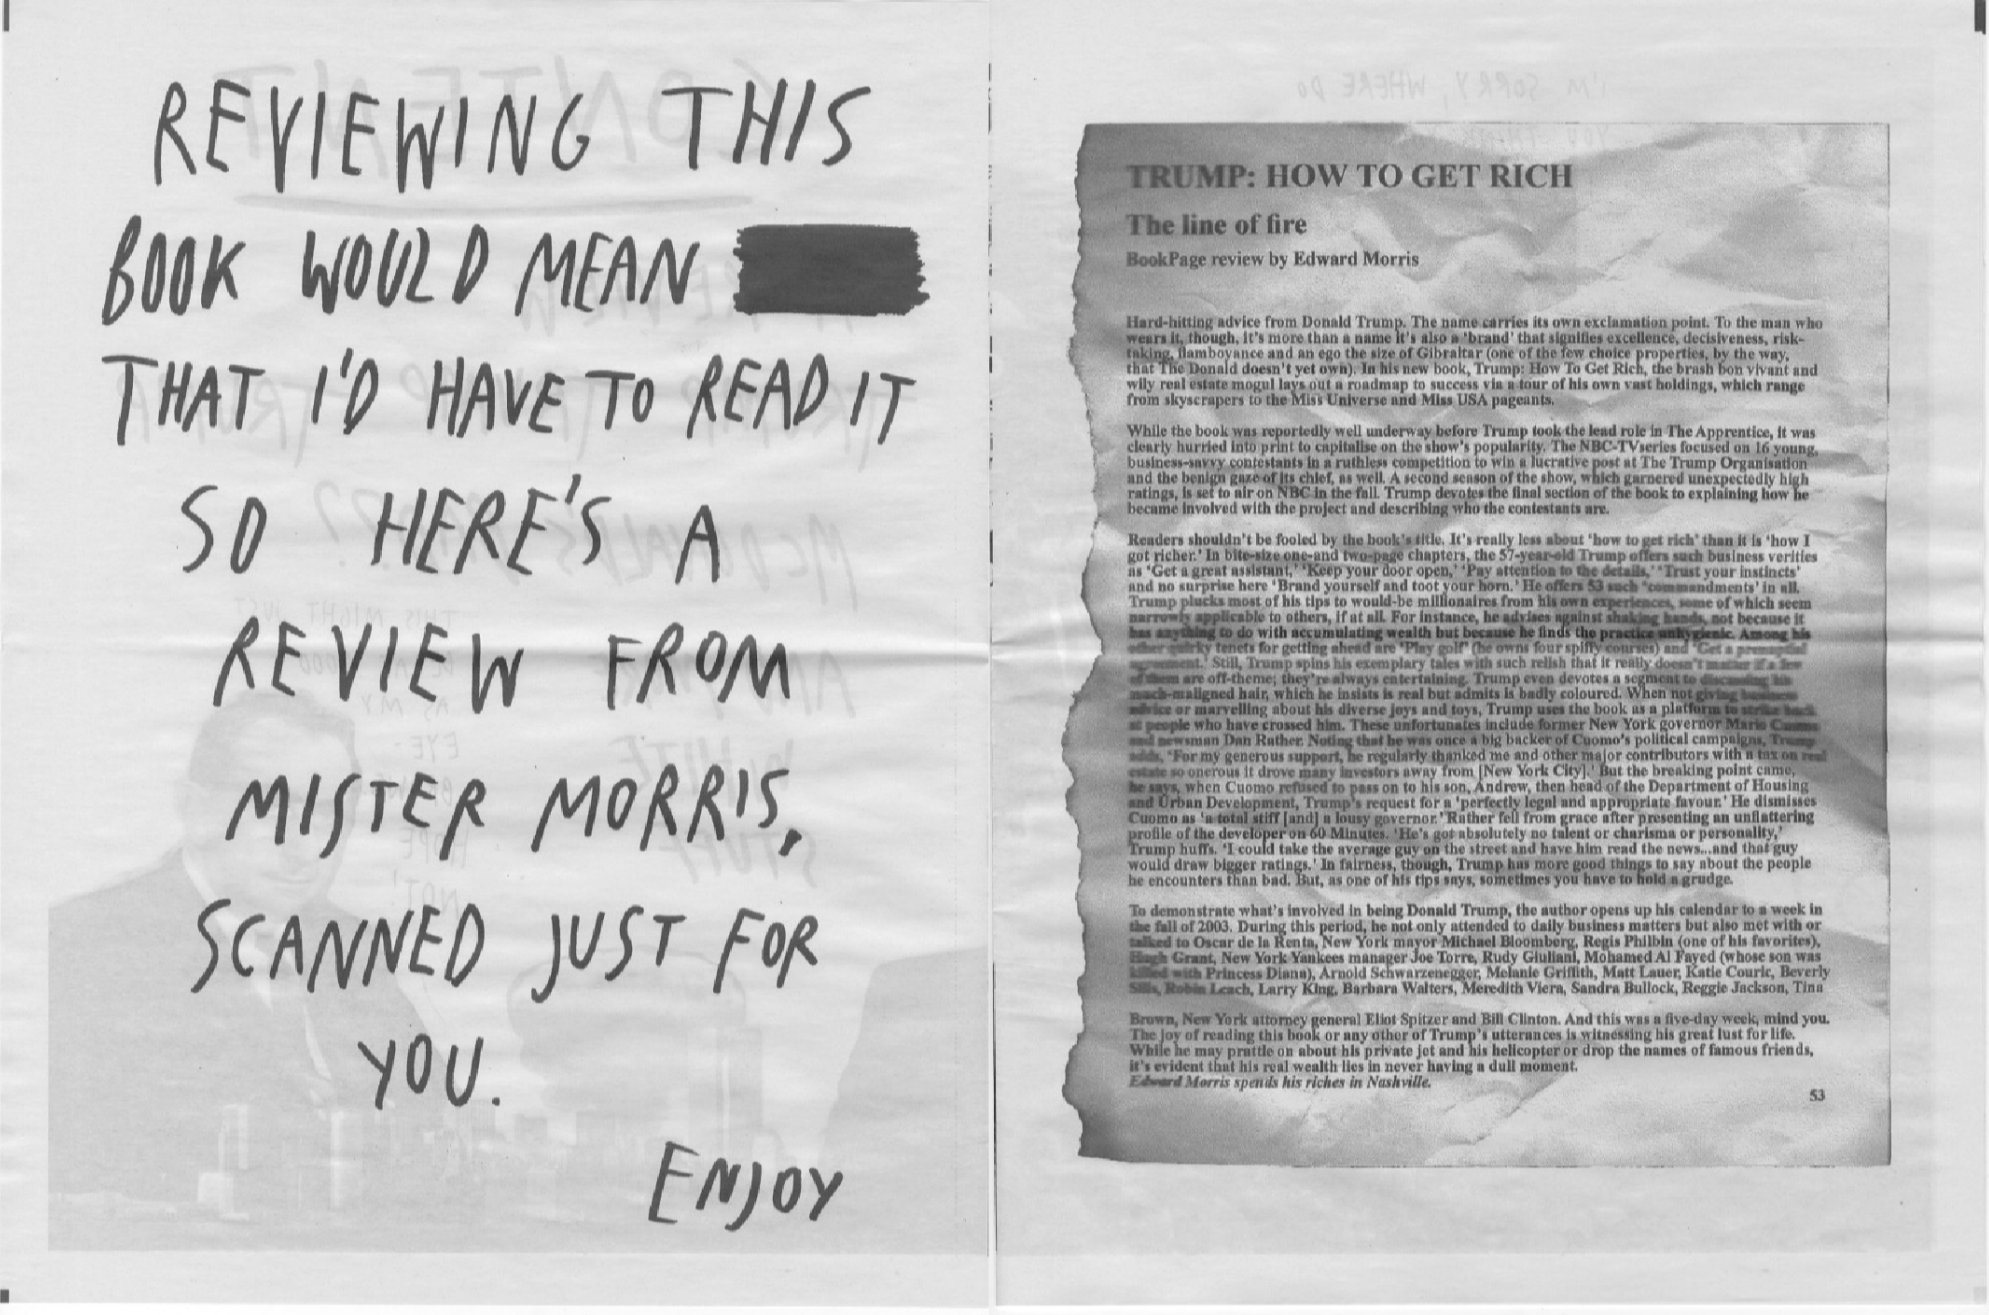 REVIEWING THIS
BOOK WOULD MEAN
THAT I'D HAVE TO READ IT
SO HERE'S A
REVIEW FROM
MISTER MORRIS,
SCANNED JUST FOR
YOU.
ENJOY
TRUMP: HOW TO GET RICH
The line of fire
BookPage review by Edward Morris
Hard-hitting advice from Donald Trump. The name carries its own exclamation point. To the man who
wears it, though, it's more than a name it's also a 'brand' that signifies excellence, decisiveness, risk-
taking, flamboyance and an ego the size of Gibraltar (one of the few choice properties, by the way,
that The Donald doesn't yet own). In his new book, Trump: How To Get Rich, the brash bon vivant and
wily real estate mogul lays out a roadmap to success via a tour of his own vast holdings, which range
from skyscrapers to the Miss Universe and Miss USA pageants.
While the book was reportedly well underway before Trump took the lead role in The Apprentice, it was
clearly hurried into print to capitalise on the show's popularity. The NBC-TVseries focused on 16 young,
business-savvy contestants in a ruthless competition to win a lucrative post at The Trump Organisation
and the benign gaze of its chief, as well. A second season of the show, which garnered unexpectedly high
ratings, is set to air on NBC in the fall. Trump devotes the final section of the book to explaining how he
became involved with the project and describing who the contestants are.
Readers shouldn't be fooled by the book's title. It's really less about 'how to get rich' than it is 'how I
got richer.' In bite-size one-and two-page chapters, the 57-year-old Trump offers such business verities
as 'Get a great assistant,' 'Keep your door open,' 'Pay attention to the details,' 'Trust your instincts'
and no surprise here 'Brand yourself and toot your horn.' He offers 53 such 'commandments' in all.
Trump plucks most of his tips to would-be millionaires from his own experiences, some of which seem
narrowly applicable to others, if at all. For instance, he advises against shaking hands, not because it
has anything to do with accumulating wealth but because he finds the practice unhygienic. Among his
other quirky tenets for getting ahead are 'Play golf' (he owns four spiffy courses) and 'Get a prenuptial
agreement.' Still, Trump spins his exemplary tales with such relish that it really doesn't matter if a few
of them are off-theme; they're always entertaining. Trump even devotes a segment to discussing his
much-maligned hair, which he insists is real but admits is badly coloured. When not giving business
advice or marvelling about his diverse joys and toys, Trump uses the book as a platform to strike back
at people who have crossed him. These unfortunates include former New York governor Mario Cuomo
and newsman Dan Rather. Noting that he was once a big backer of Cuomo's political campaigns, Trump
adds, 'For my generous support, he regularly thanked me and other major contributors with a tax on real
estate so onerous it drove many investors away from [New York City].' But the breaking point came,
he says, when Cuomo refused to pass on to his son, Andrew, then head of the Department of Housing
and Urban Development, Trump's request for a 'perfectly legal and appropriate favour.' He dismisses
Cuomo as 'a total stiff [and] a lousy governor.' Rather fell from grace after presenting an unflattering
profile of the developer on 60 Minutes. 'He's got absolutely no talent or charisma or personality,'
Trump huffs. 'I could take the average guy on the street and have him read the news...and that guy
would draw bigger ratings.' In fairness, though, Trump has more good things to say about the people
he encounters than bad. But, as one of his tips says, sometimes you have to hold a grudge.
To demonstrate what's involved in being Donald Trump, the author opens up his calendar to a week in
the fall of 2003. During this period, he not only attended to daily business matters but also met with or
talked to Oscar de la Renta, New York mayor Michael Bloomberg, Regis Philbin (one of his favorites),
Hugh Grant, New York Yankees manager Joe Torre, Rudy Giuliani, Mohamed Al Fayed (whose son was
killed with Princess Diana), Arnold Schwarzenegger, Melanie Griffith, Matt Lauer, Katie Couric, Beverly
Sills, Robin Leach, Larry King, Barbara Walters, Meredith Viera, Sandra Bullock, Reggie Jackson, Tina
Brown, New York attorney general Eliot Spitzer and Bill Clinton. And this was a five-day week, mind you.
The joy of reading this book or any other of Trump's utterances is witnessing his great lust for life.
While he may prattle on about his private jet and his helicopter or drop the names of famous friends,
it's evident that his real wealth lies in never having a dull moment.
Edward Morris spends his riches in Nashville.
53